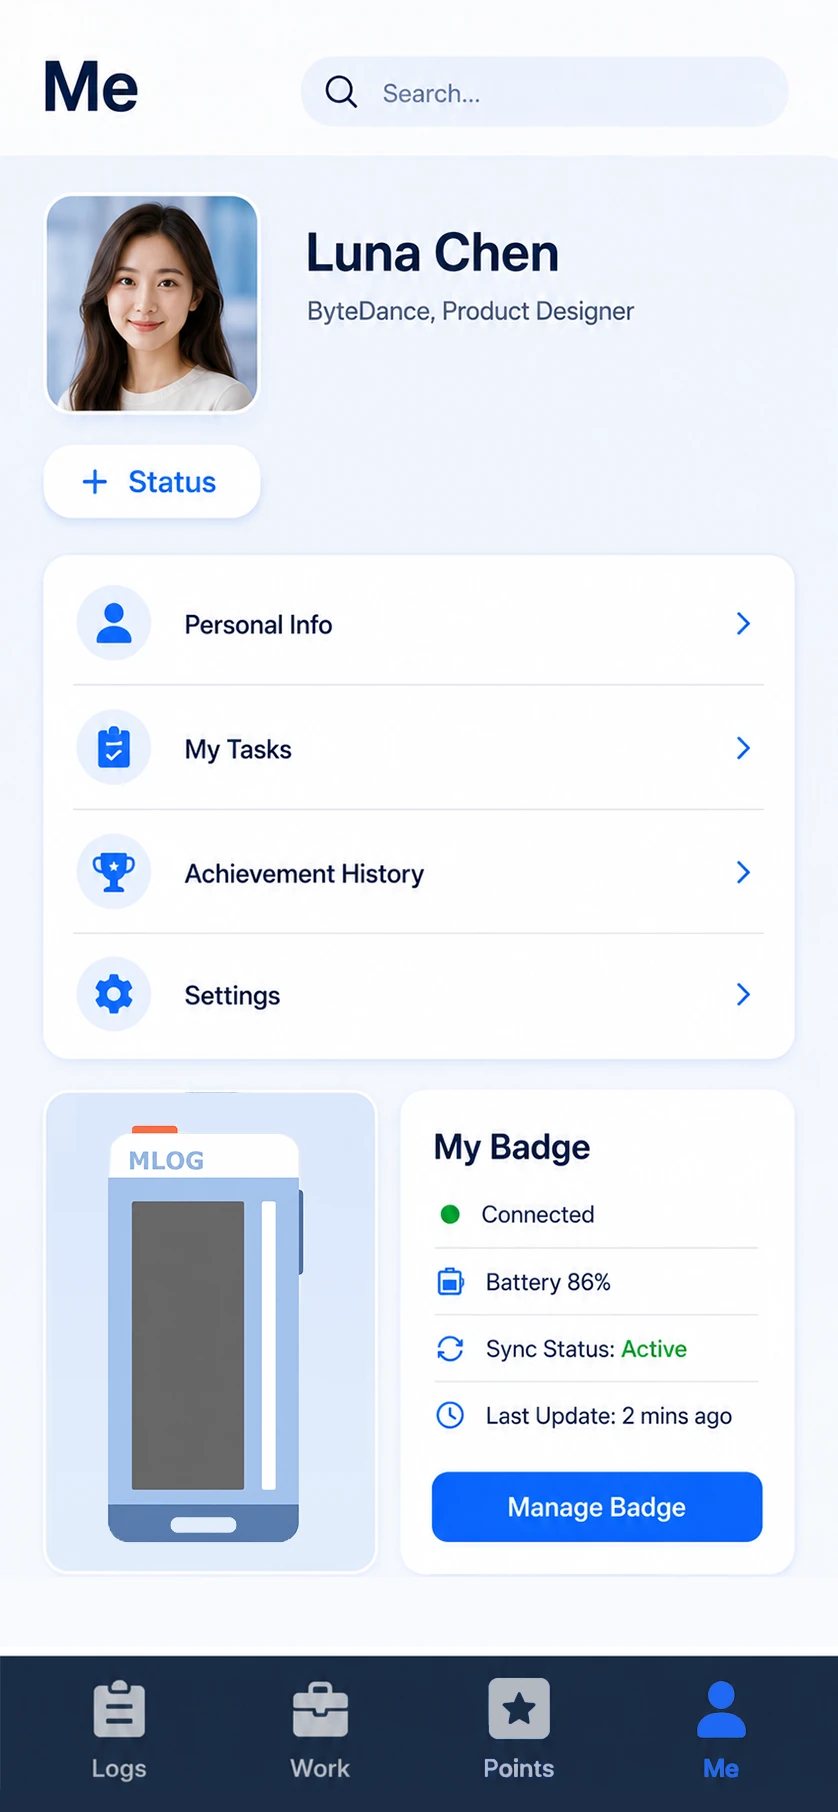 Me
Search...
Luna Chen
ByteDance, Product Designer
+ Status
Personal Info
My Tasks
Achievement History
Settings
MLOG
My Badge
Connected
Battery 86%
Sync Status: Active
Last Update: 2 mins ago
Manage Badge
Logs
Work
Points
Me